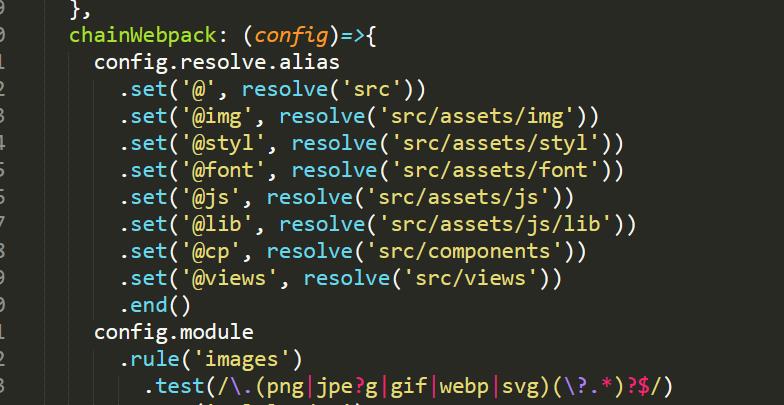 },
chainWebpack: (config)=>{
config.resolve.alias
.set('@', resolve('src'))
.set('@img', resolve('src/assets/img'))
.set('@styl', resolve('src/assets/styl'))
.set('@font', resolve('src/assets/font'))
.set('@js', resolve('src/assets/js'))
.set('@lib', resolve('src/assets/js/lib'))
.set('@cp', resolve('src/components'))
.set('@views', resolve('src/views'))
.end()
config.module
.rule('images')
.test(/\.(png|jpe?g|gif|webp|svg)(\?.*)?$/)